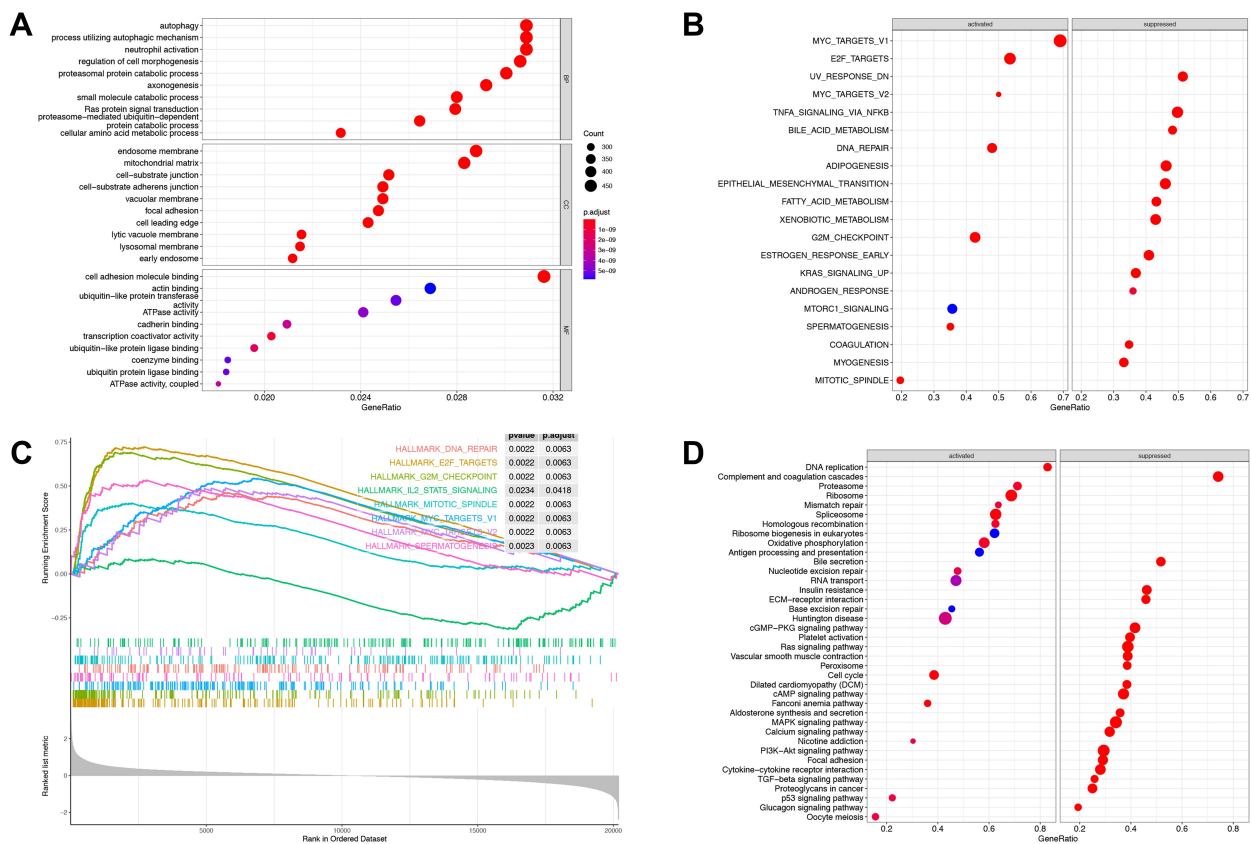 A
autophagy
process utilizing autophagic mechanism
neutrophil activation
regulation of cell morphogenesis
proteasomal protein catabolic process
axonogenesis
small molecule catabolic process
Ras protein signal transduction
proteasome−mediated ubiquitin−dependent
protein catabolic process
cellular amino acid metabolic process
BP
endosome membrane
mitochondrial matrix
cell−substrate junction
cell−substrate adherens junction
vacuolar membrane
focal adhesion
cell leading edge
lytic vacuole membrane
lysosomal membrane
early endosome
CC
cell adhesion molecule binding
actin binding
ubiquitin−like protein transferase
activity
ATPase activity
cadherin binding
transcription coactivator activity
ubiquitin−like protein ligase binding
coenzyme binding
ubiquitin protein ligase binding
ATPase activity, coupled
MF
0.020 0.024 0.028 0.032
GeneRatio
Count
300
350
400
450
p.adjust
1e−09
2e−09
3e−09
4e−09
5e−09
B
activated suppressed
MYC_TARGETS_V1
E2F_TARGETS
UV_RESPONSE_DN
MYC_TARGETS_V2
TNFA_SIGNALING_VIA_NFKB
BILE_ACID_METABOLISM
DNA_REPAIR
ADIPOGENESIS
EPITHELIAL_MESENCHYMAL_TRANSITION
FATTY_ACID_METABOLISM
XENOBIOTIC_METABOLISM
G2M_CHECKPOINT
ESTROGEN_RESPONSE_EARLY
KRAS_SIGNALING_UP
ANDROGEN_RESPONSE
MTORC1_SIGNALING
SPERMATOGENESIS
COAGULATION
MYOGENESIS
MITOTIC_SPINDLE
0.2 0.3 0.4 0.5 0.6 0.7 0.2 0.3 0.4 0.5 0.6 0.7
GeneRatio
C
pvalue p.adjust
HALLMARK_DNA_REPAIR 0.0022 0.0063
HALLMARK_E2F_TARGETS 0.0022 0.0063
HALLMARK_G2M_CHECKPOINT 0.0022 0.0063
HALLMARK_IL2_STAT5_SIGNALING 0.0234 0.0418
HALLMARK_MITOTIC_SPINDLE 0.0022 0.0063
HALLMARK_MYC_TARGETS_V1 0.0022 0.0063
HALLMARK_MYC_TARGETS_V2 0.0022 0.0063
HALLMARK_SPERMATOGENESIS 0.0023 0.0063
Running Enrichment Score
0.75
0.50
0.25
0.00
−0.25
Ranked list metric
2
0
−2
5000 10000 15000 20000
Rank in Ordered Dataset
D
activated suppressed
DNA replication
Complement and coagulation cascades
Proteasome
Ribosome
Mismatch repair
Spliceosome
Homologous recombination
Ribosome biogenesis in eukaryotes
Oxidative phosphorylation
Antigen processing and presentation
Bile secretion
Nucleotide excision repair
RNA transport
Insulin resistance
ECM−receptor interaction
Base excision repair
Huntington disease
cGMP−PKG signaling pathway
Platelet activation
Ras signaling pathway
Vascular smooth muscle contraction
Peroxisome
Cell cycle
Dilated cardiomyopathy (DCM)
cAMP signaling pathway
Fanconi anemia pathway
Aldosterone synthesis and secretion
MAPK signaling pathway
Calcium signaling pathway
Nicotine addiction
PI3K−Akt signaling pathway
Focal adhesion
Cytokine−cytokine receptor interaction
TGF−beta signaling pathway
Proteoglycans in cancer
p53 signaling pathway
Glucagon signaling pathway
Oocyte meiosis
0.2 0.4 0.6 0.8 0.2 0.4 0.6 0.8
GeneRatio